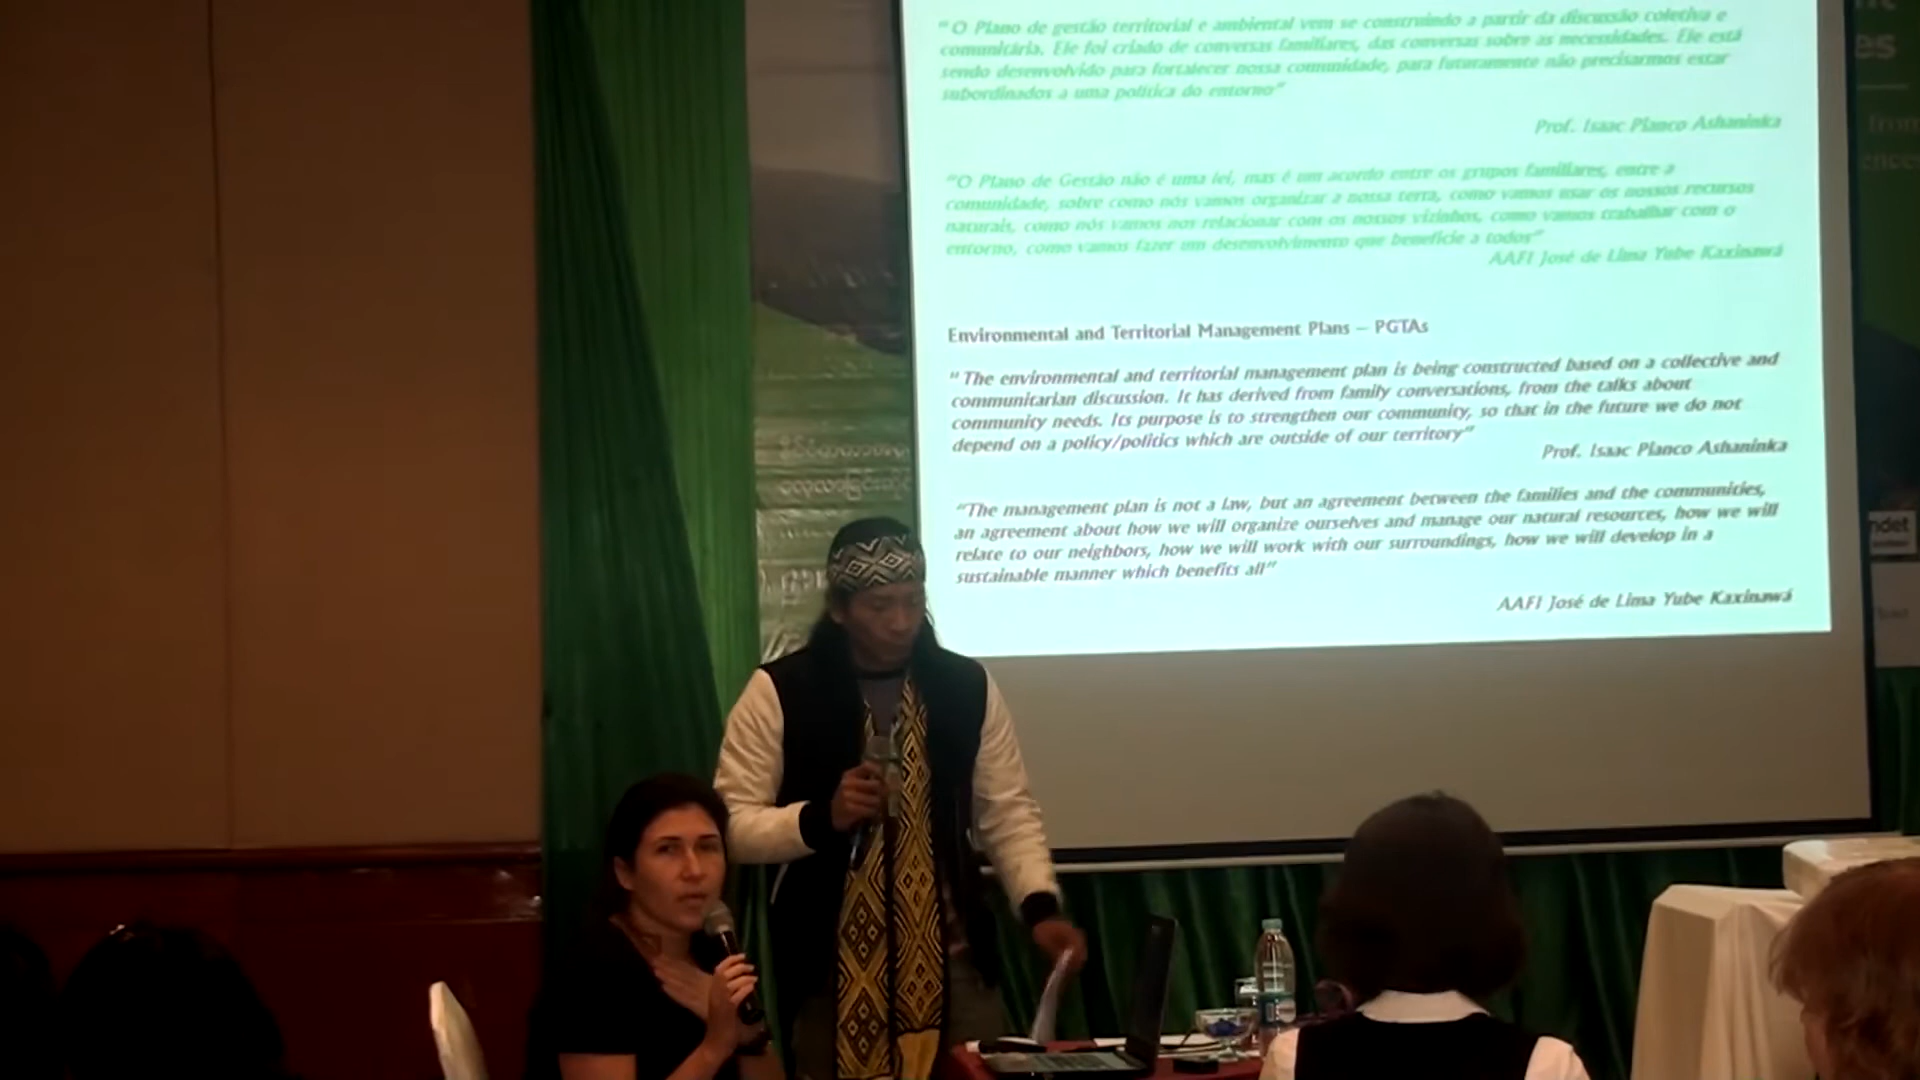 “ O Plano de gestão territorial e ambiental vem se construindo a partir da discussão coletiva e
comunitária. Ele foi criado de conversas familiares, das conversas sobre as necessidades. Ele está
sendo desenvolvido para fortalecer nossa comunidade, para futuramente não precisarmos estar
subordinados a uma política do entorno”
Prof. Isaac Pianco Ashaninka
“O Plano de Gestão não é uma lei, mas é um acordo entre os grupos familiares, entre a
comunidade, sobre como nós vamos organizar a nossa terra, como vamos usar os nossos recursos
naturais, como nós vamos nos relacionar com os nossos vizinhos, como vamos trabalhar com o
entorno, como vamos fazer um desenvolvimento que beneficie a todos”
AAFI José de Lima Yube Kaxinawá
Environmental and Territorial Management Plans – PGTAs
“ The environmental and territorial management plan is being constructed based on a collective and
communitarian discussion. It has derived from family conversations, from the talks about
community needs. Its purpose is to strengthen our community, so that in the future we do not
depend on a policy/politics which are outside of our territory”
Prof. Isaac Pianco Ashaninka
“The management plan is not a law, but an agreement between the families and the communities,
an agreement about how we will organize ourselves and manage our natural resources, how we will
relate to our neighbors, how we will work with our surroundings, how we will develop in a
sustainable manner which benefits all”
AAFI José de Lima Yube Kaxinawá
es
ndet